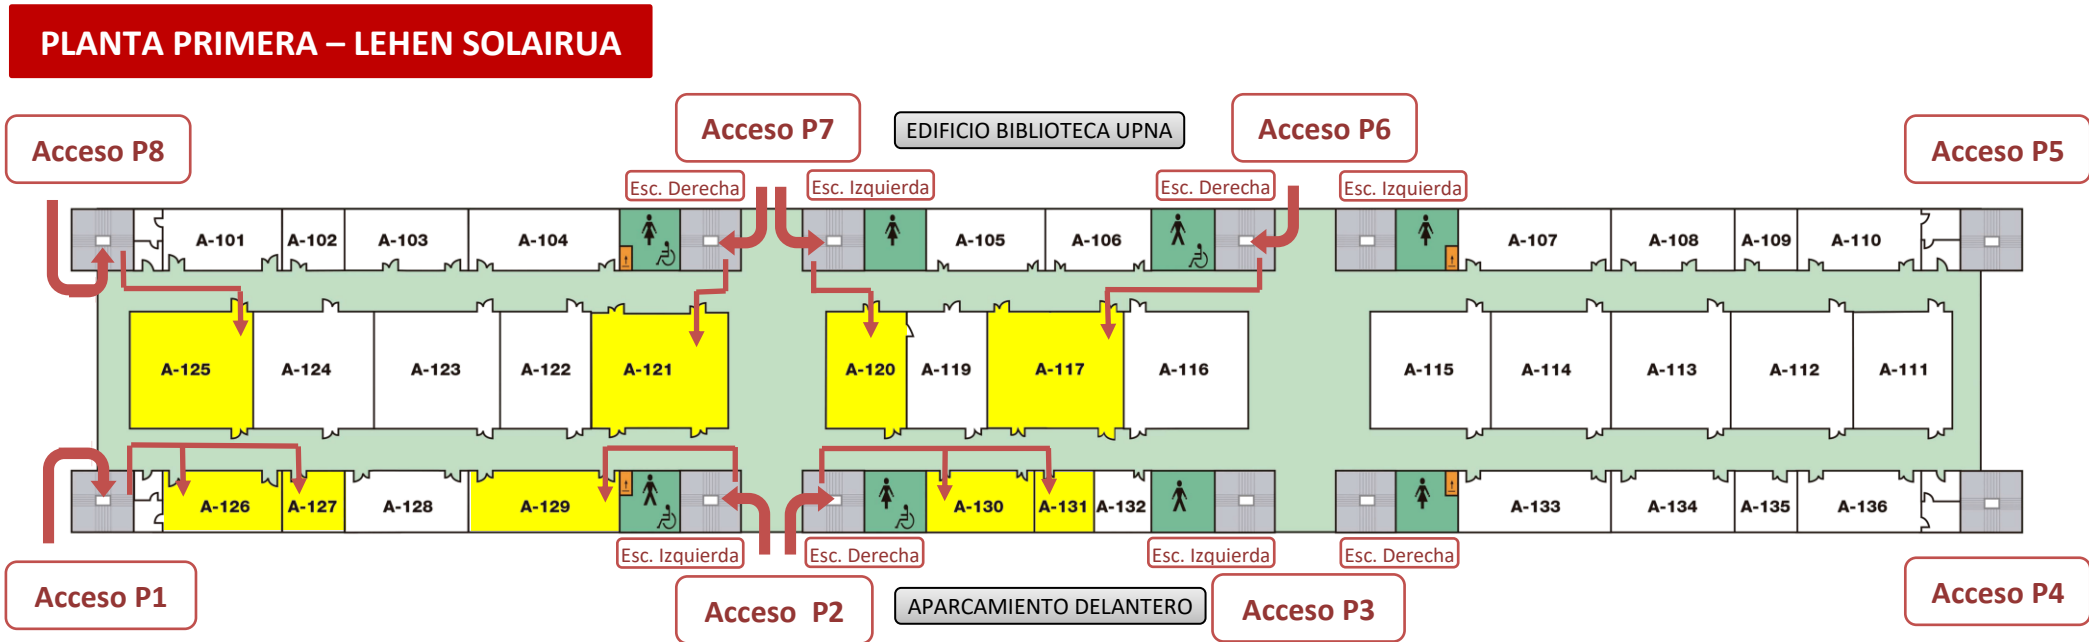 PLANTA PRIMERA – LEHEN SOLAIRUA
Acceso P8
Acceso P7
EDIFICIO BIBLIOTECA UPNA
Acceso P6
Acceso P5
Esc. Derecha
Esc. Izquierda
Esc. Derecha
Esc. Izquierda
A-101
A-102
A-103
A-104
A-105
A-106
A-107
A-108
A-109
A-110
A-125
A-124
A-123
A-122
A-121
A-120
A-119
A-117
A-116
A-115
A-114
A-113
A-112
A-111
A-126
A-127
A-128
A-129
A-130
A-131
A-132
A-133
A-134
A-135
A-136
Esc. Izquierda
Esc. Derecha
Esc. Izquierda
Esc. Derecha
Acceso P1
Acceso P2
APARCAMIENTO DELANTERO
Acceso P3
Acceso P4